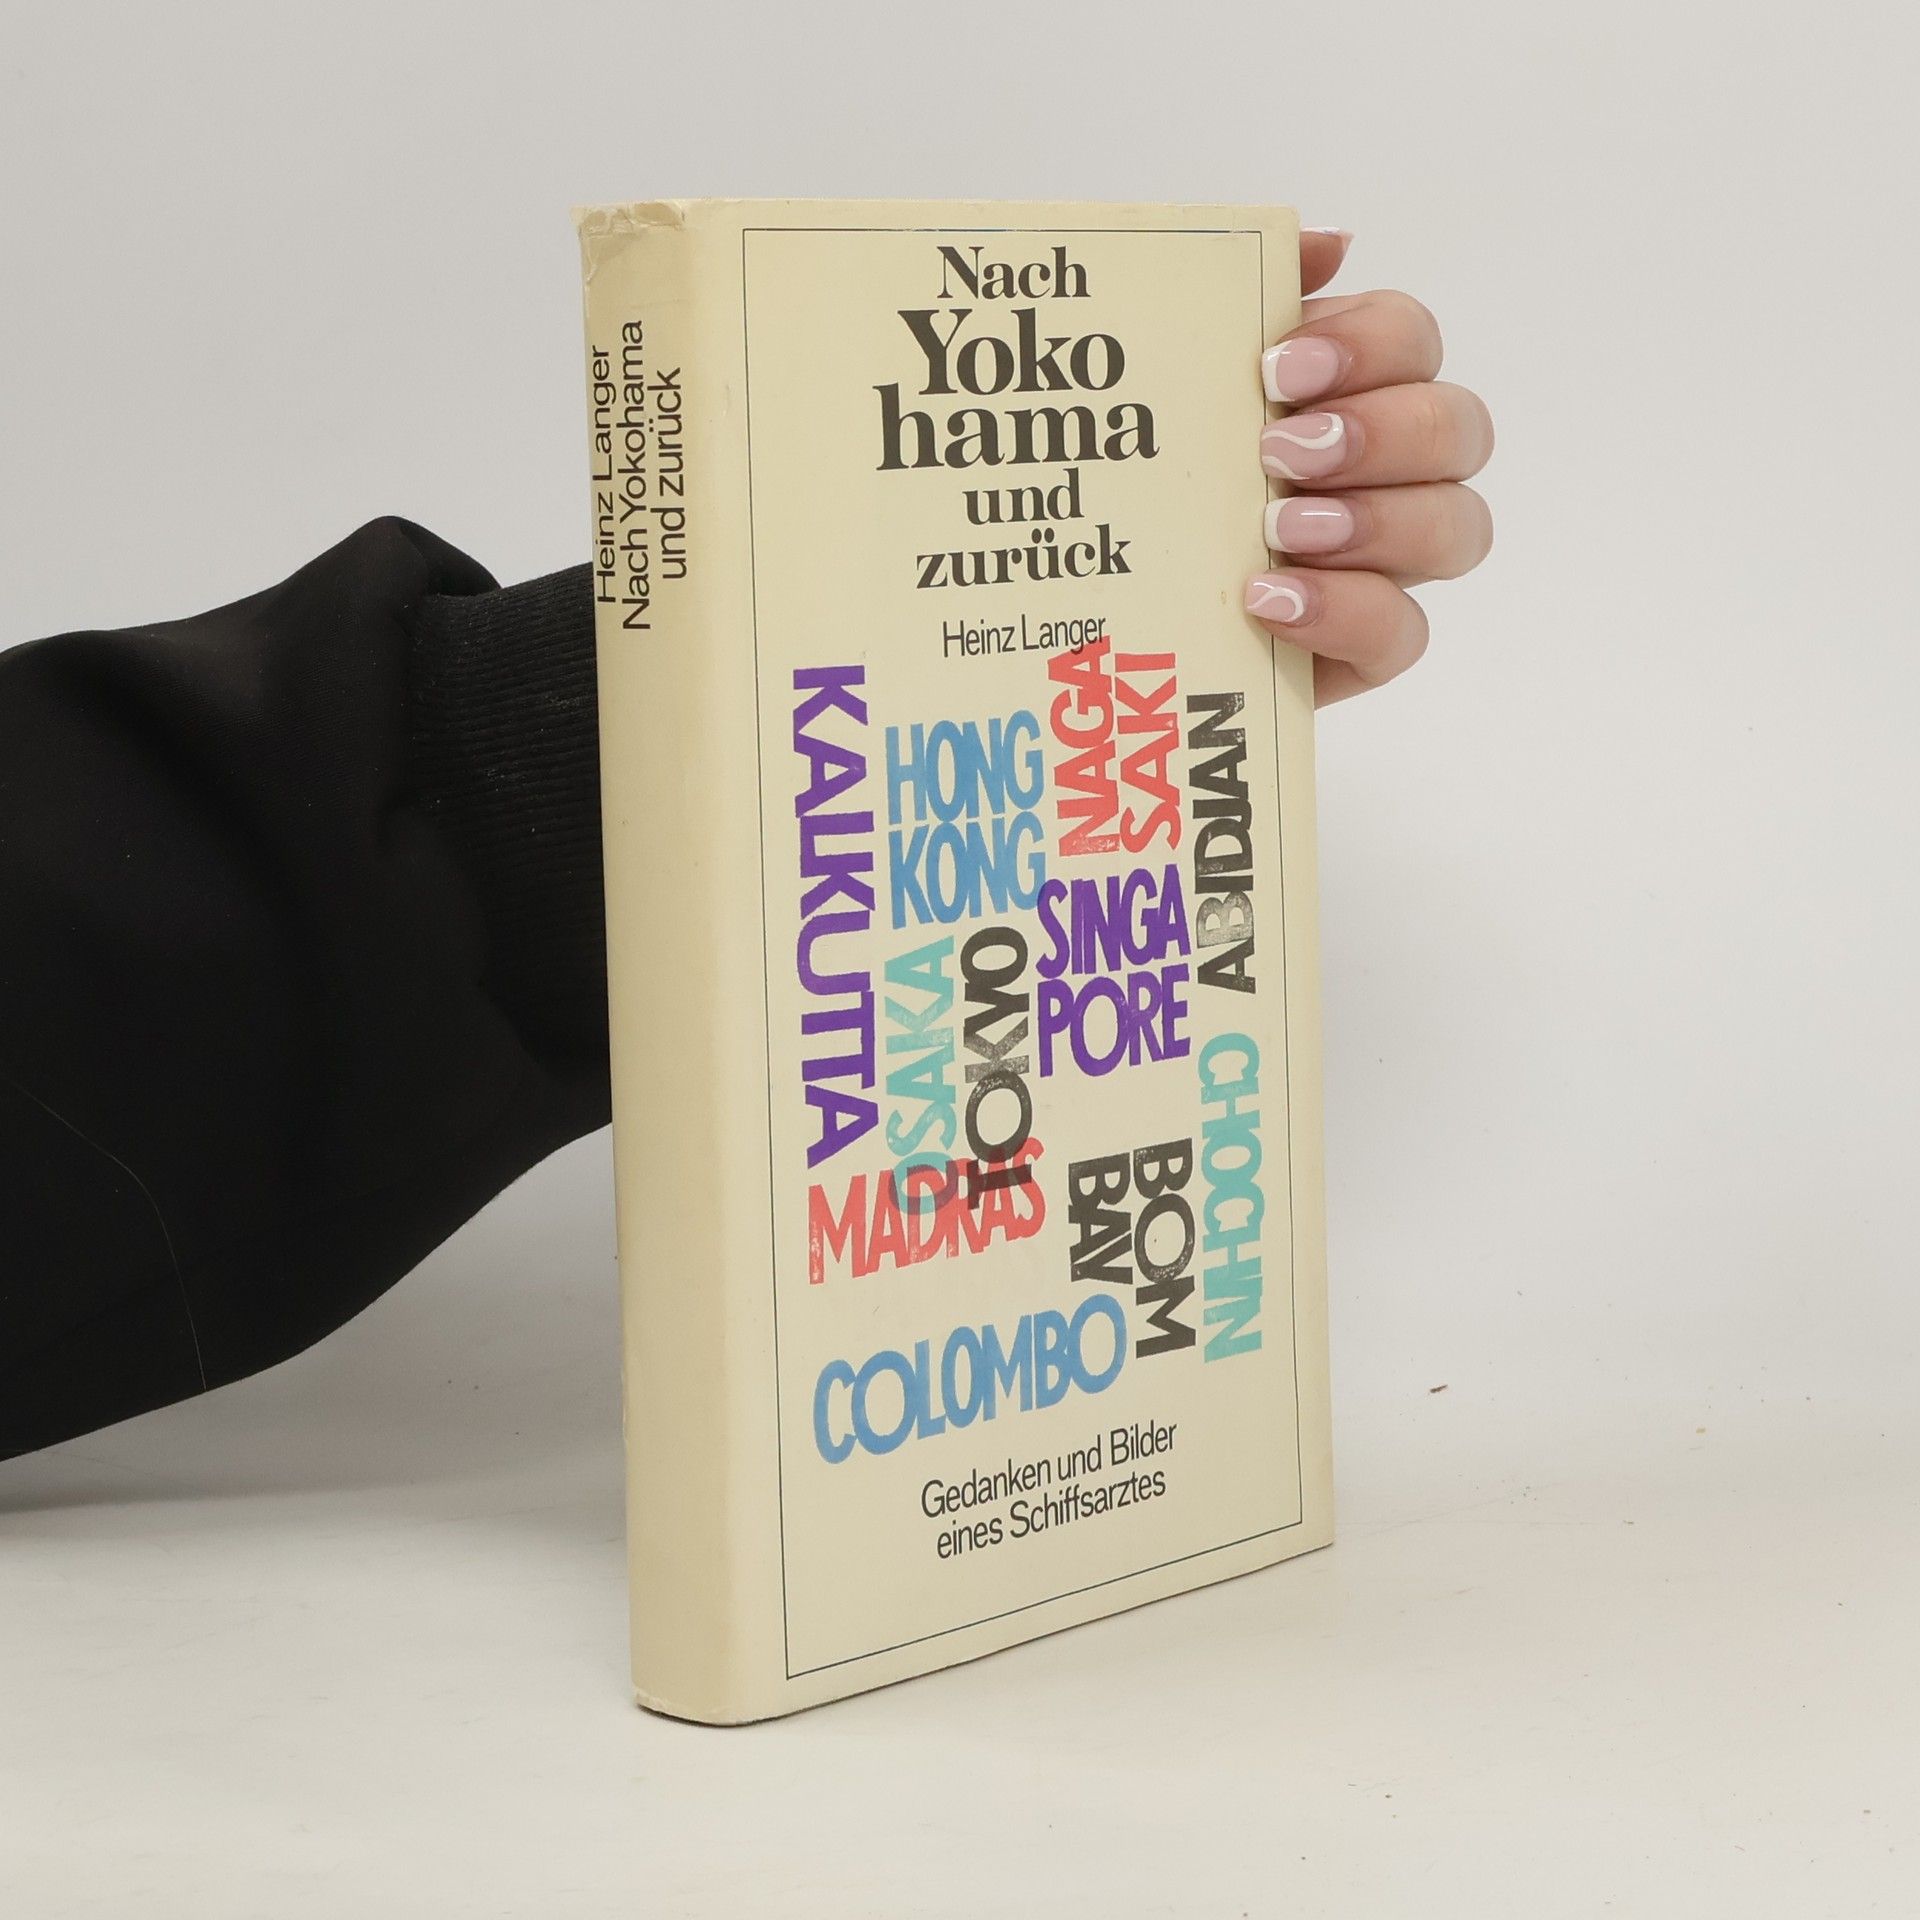 Heinz Langer
Nach Yokohama
und zurück
Nach
Yoko
hama
und
zurück
Heinz Langer
KALKUTTA
HONG
KONG
NAGA
SAKI
ABIDJAN
SINGA
PORE
OSAKA
TOKYO
MADRAS
BOM
BAY
CHOCHIN
COLOMBO
Gedanken und Bilder
eines Schiffsarztes